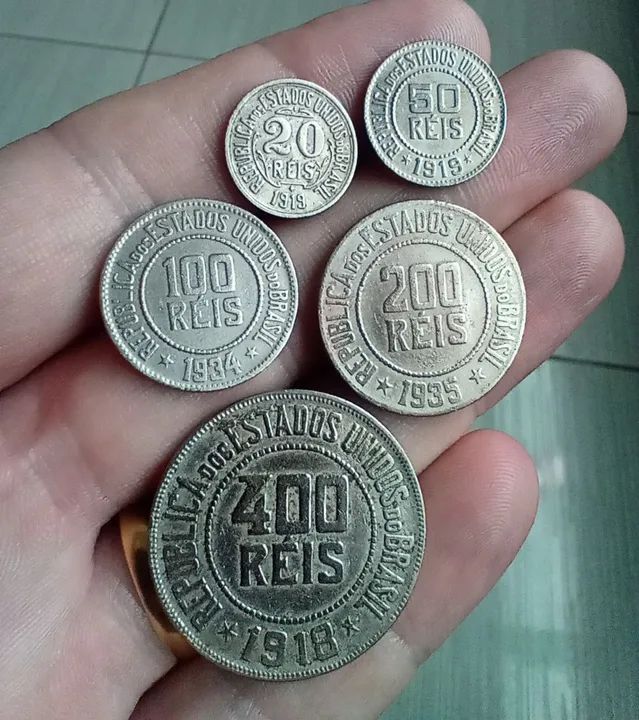 REPUBLICA DOS ESTADOS UNIDOS DO BRASIL
20
REIS
1919
REPUBLICA DOS ESTADOS UNIDOS DO BRASIL
50
RÉIS
★ 1919 ★
REPUBLICA DOS ESTADOS UNIDOS DO BRASIL
100
RÉIS
★ 1934 ★
REPUBLICA DOS ESTADOS UNIDOS DO BRASIL
200
RÉIS
★ 1935 ★
REPUBLICA DOS ESTADOS UNIDOS DO BRASIL
400
RÉIS
★ 1918 ★